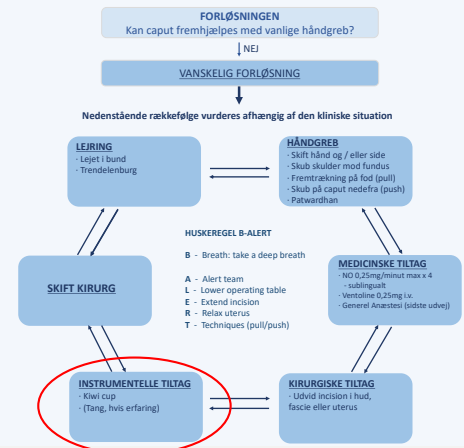 FORLØSNINGEN
Kan caput fremhjælpes med vanlige håndgreb?
NEJ
VANSKELIG FORLØSNING
Nedenstående rækkefølge vurderes afhængig af den kliniske situation
LEJRING
· Lejet i bund
· Trendelenburg
HÅNDGREB
· Skift hånd og / eller side
· Skub skulder mod fundus
· Fremtrækning på fod (pull)
· Skub på caput nedefra (push)
· Patwardhan
HUSKEREGEL B-ALERT
B - Breath: take a deep breath
A - Alert team
L - Lower operating table
E - Extend incision
R - Relax uterus
T - Techniques (pull/push)
SKIFT KIRURG
MEDICINSKE TILTAG
· NO 0,25mg/minut max x 4
- sublingualt
· Ventoline 0,25mg i.v.
· Generel Anæstesi (sidste udvej)
INSTRUMENTELLE TILTAG
· Kiwi cup
· (Tang, hvis erfaring)
KIRURGISKE TILTAG
· Udvid incision i hud,
fascie eller uterus